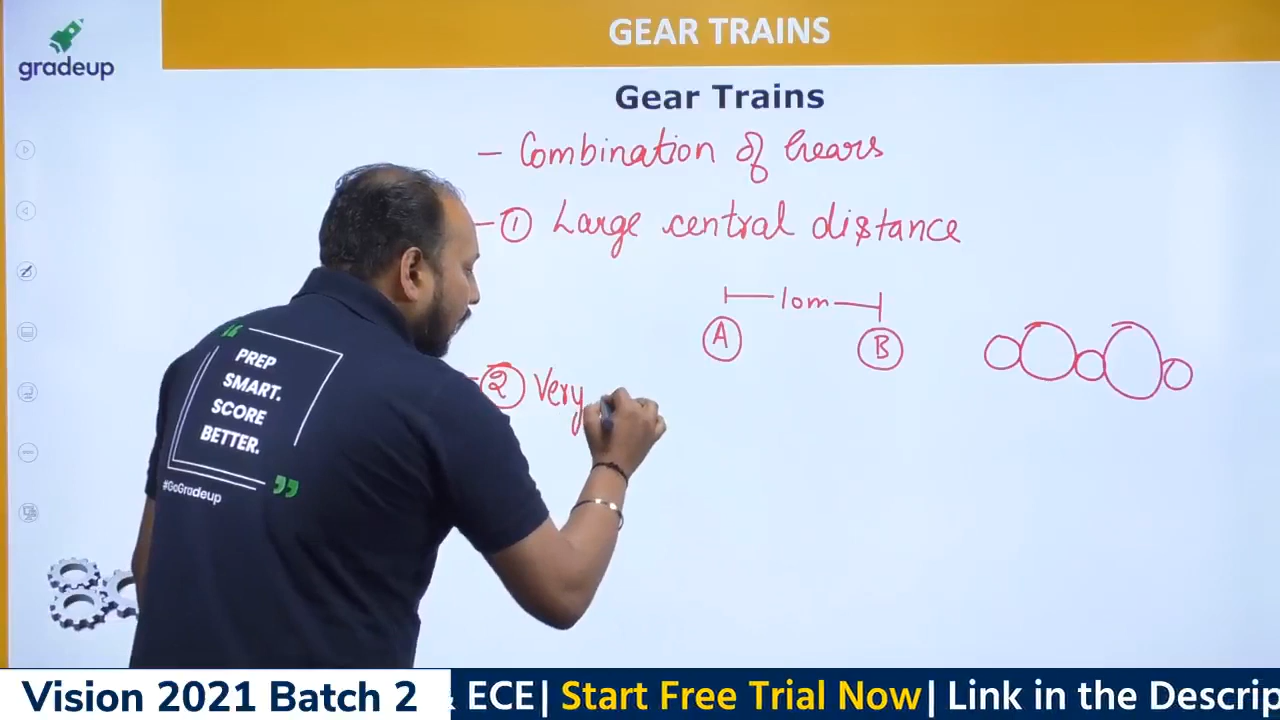 GEAR TRAINS
gradeup
Gear Trains
- Combination of Gears
- ① Large central distance
10m
A B
- ② Very
PREP
SMART.
SCORE
BETTER.
#GoGradeup
Vision 2021 Batch 2
& ECE| Start Free Trial Now| Link in the Descrip